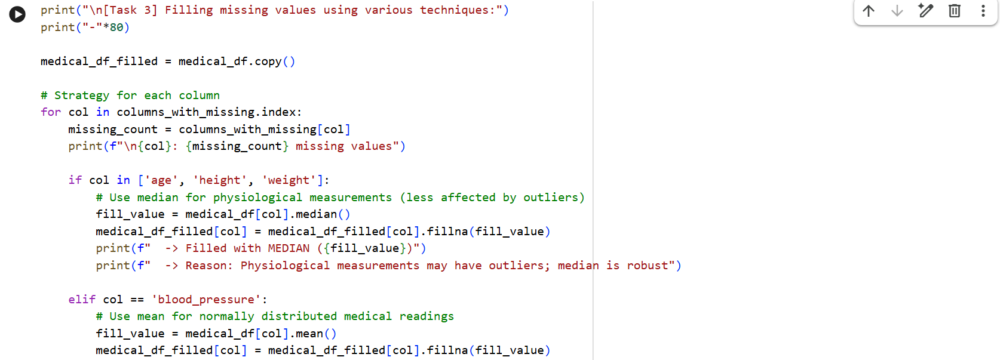 print("\n[Task 3] Filling missing values using various techniques:")
print("-"*80)

medical_df_filled = medical_df.copy()

# Strategy for each column
for col in columns_with_missing.index:
    missing_count = columns_with_missing[col]
    print(f"\n{col}: {missing_count} missing values")

    if col in ['age', 'height', 'weight']:
        # Use median for physiological measurements (less affected by outliers)
        fill_value = medical_df[col].median()
        medical_df_filled[col] = medical_df_filled[col].fillna(fill_value)
        print(f"  -> Filled with MEDIAN ({fill_value})")
        print(f"  -> Reason: Physiological measurements may have outliers; median is robust")

    elif col == 'blood_pressure':
        # Use mean for normally distributed medical readings
        fill_value = medical_df[col].mean()
        medical_df_filled[col] = medical_df_filled[col].fillna(fill_value)